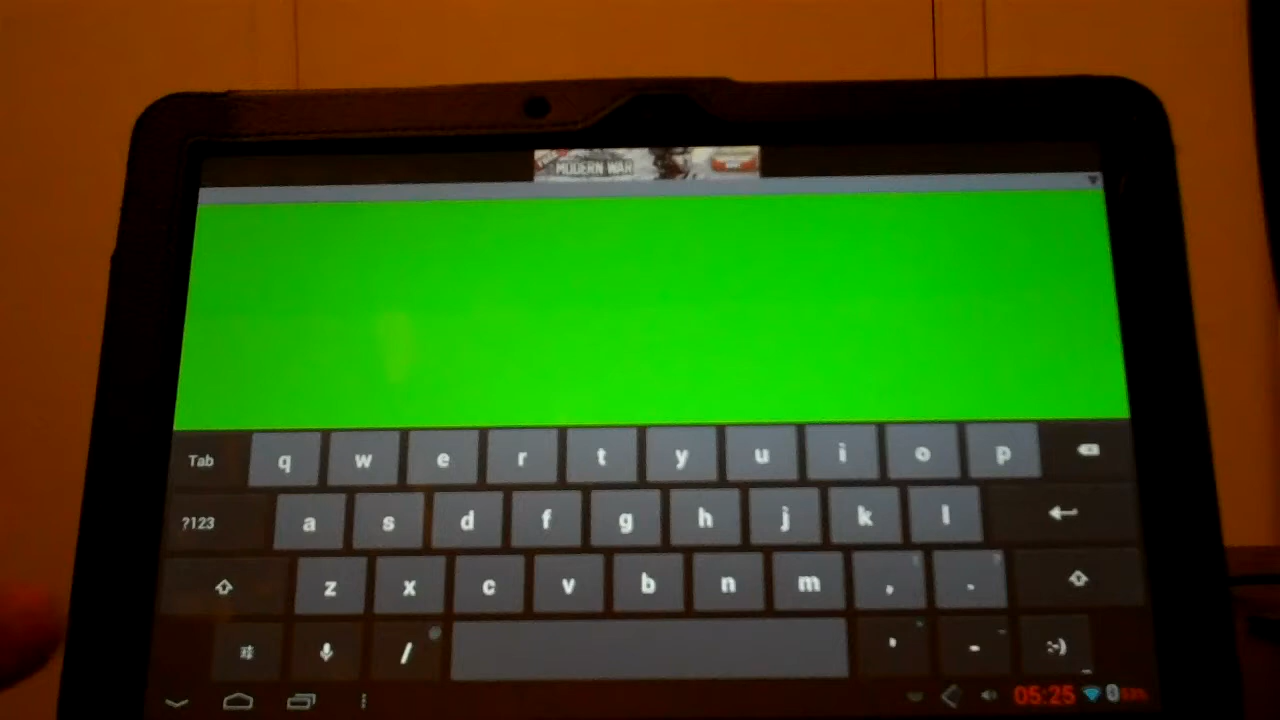 MODERN WAR
Tab q w e r t y u i o p
?123 a s d f g h j k l
z x c v b n m , .
/ ' - :-)
05:25